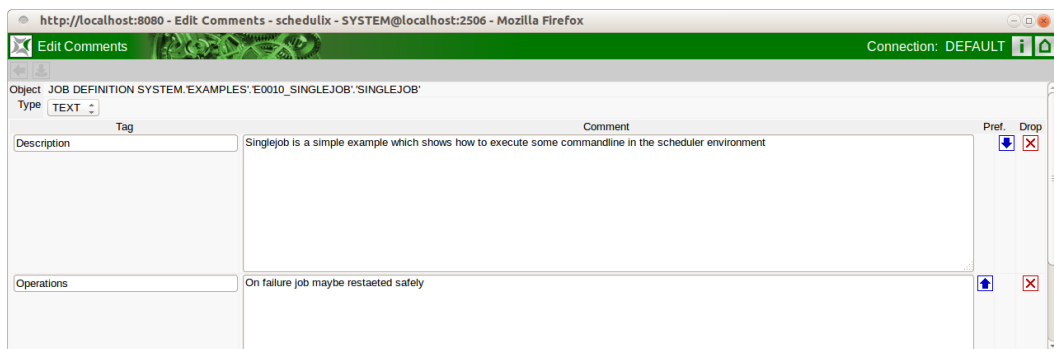 http://localhost:8080 - Edit Comments - schedulix - SYSTEM@localhost:2506 - Mozilla Firefox
Edit Comments
Connection: DEFAULT
Object JOB DEFINITION SYSTEM.'EXAMPLES'.'E0010_SINGLEJOB'.'SINGLEJOB'
Type TEXT
Tag Comment Pref. Drop
Description Singlejob is a simple example which shows how to execute some commandline in the scheduler environment
Operations On failure job maybe restaeted safely